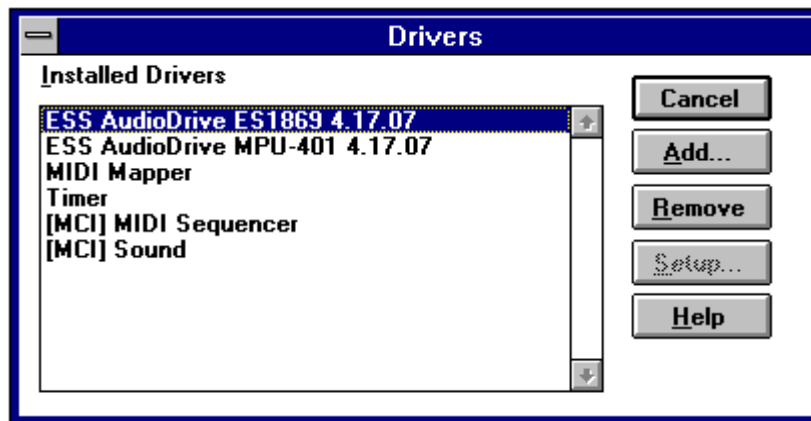 Drivers
Installed Drivers
ESS AudioDrive ES1869 4.17.07
ESS AudioDrive MPU-401 4.17.07
MIDI Mapper
Timer
[MCI] MIDI Sequencer
[MCI] Sound
Cancel
Add...
Remove
Setup...
Help